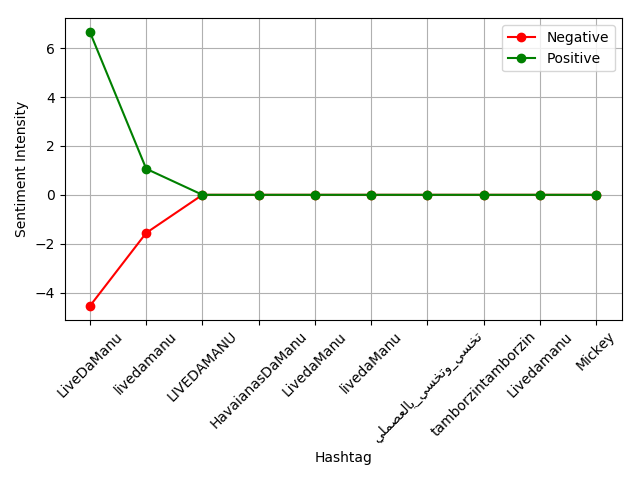 Negative
Positive
6
4
2
0
−2
−4
Sentiment Intensity
LiveDaManu
livedamanu
LIVEDAMANU
HavaianasDaManu
LivedaManu
livedaManu
تخسي_وتخسي_بالعصملي
tamborzintamborzin
Livedamanu
Mickey
Hashtag